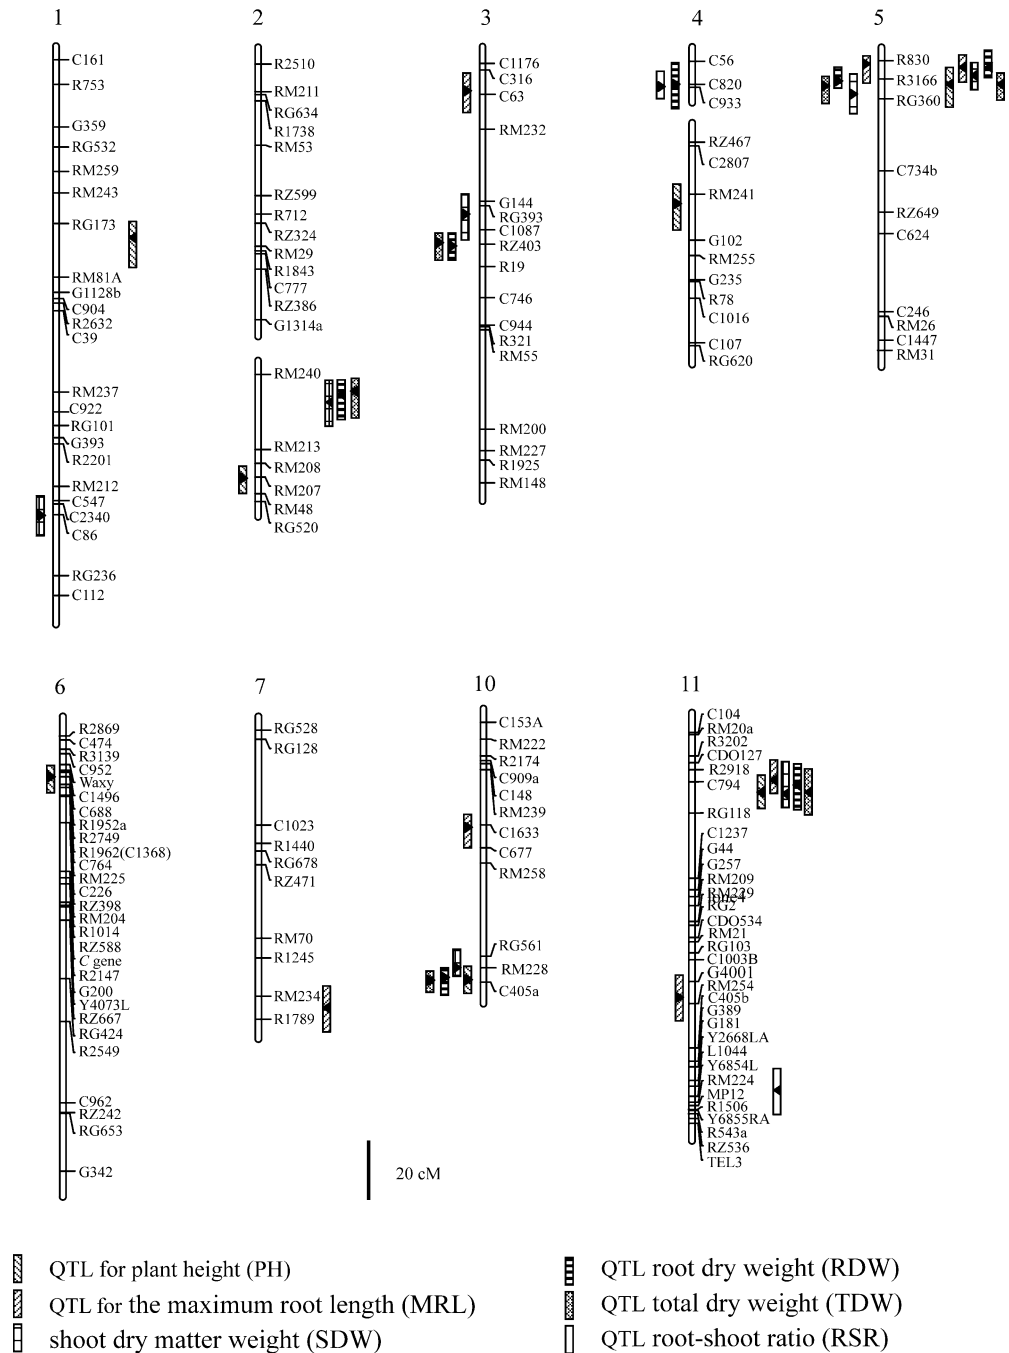 1
C161
R753
G359
RG532
RM259
RM243
RG173
RM81A
G1128b
C904
R2632
C39
RM237
C922
RG101
G393
R2201
RM212
C547
C2340
C86
RG236
C112
2
R2510
RM211
RG634
R1738
RM53
RZ599
R712
RZ324
RM29
R1843
C777
RZ386
G1314a
RM240
RM213
RM208
RM207
RM48
RG520
3
C1176
C316
C63
RM232
G144
RG393
C1087
RZ403
R19
C746
C944
R321
RM55
RM200
RM227
R1925
RM148
4
C56
C820
C933
RZ467
C2807
RM241
G102
RM255
G235
R78
C1016
C107
RG620
5
R830
R3166
RG360
C734b
RZ649
C624
C246
RM26
C1447
RM31
6
R2869
C474
R3139
C952
Waxy
C1496
C688
R1952a
R2749
R1962(C1368)
C764
RM225
C226
RZ398
RM204
R1014
RZ588
C gene
R2147
G200
Y4073L
RZ667
RG424
R2549
C962
RZ242
RG653
G342
7
RG528
RG128
C1023
R1440
RG678
RZ471
RM70
R1245
RM234
R1789
10
C153A
RM222
R2174
C909a
C148
RM239
C1633
C677
RM258
RG561
RM228
C405a
11
C104
RM20a
R3202
CDO127
R2918
C794
RG118
C1237
G44
G257
RM209
RM229
RG2
CDO534
RM21
RG103
C1003B
G4001
RM254
C405b
G389
G181
Y2668LA
L1044
Y6854L
RM224
MP12
R1506
Y6855RA
R543a
RZ536
TEL3
20 cM
QTL for plant height (PH)
QTL for the maximum root length (MRL)
shoot dry matter weight (SDW)
QTL root dry weight (RDW)
QTL total dry weight (TDW)
QTL root-shoot ratio (RSR)